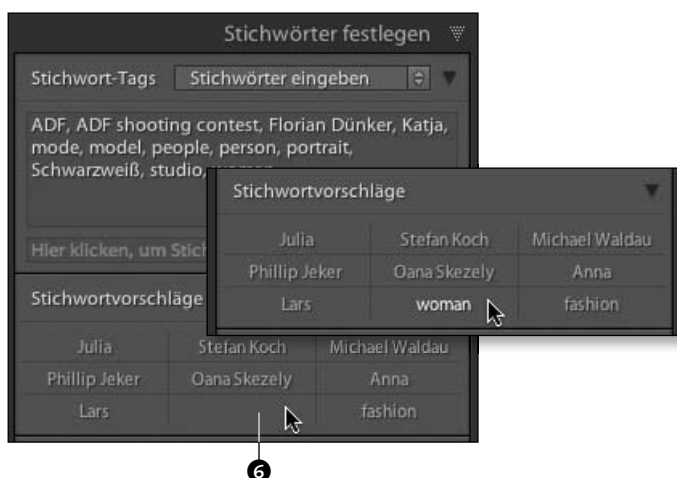 Stichwörter festlegen
Stichwort-Tags Stichwörter eingeben
ADF, ADF shooting contest, Florian Dünker, Katja,
mode, model, people, person, portrait,
Schwarzweiß, studio,
Hier klicken, um
Stichwortvorschläge
Julia Stefan Koch Michael Waldau
Phillip Jeker Oana Skezely Anna
Lars fashion
Stichwortvorschläge
Julia Stefan Koch Michael Waldau
Phillip Jeker Oana Skezely Anna
Lars woman fashion
6